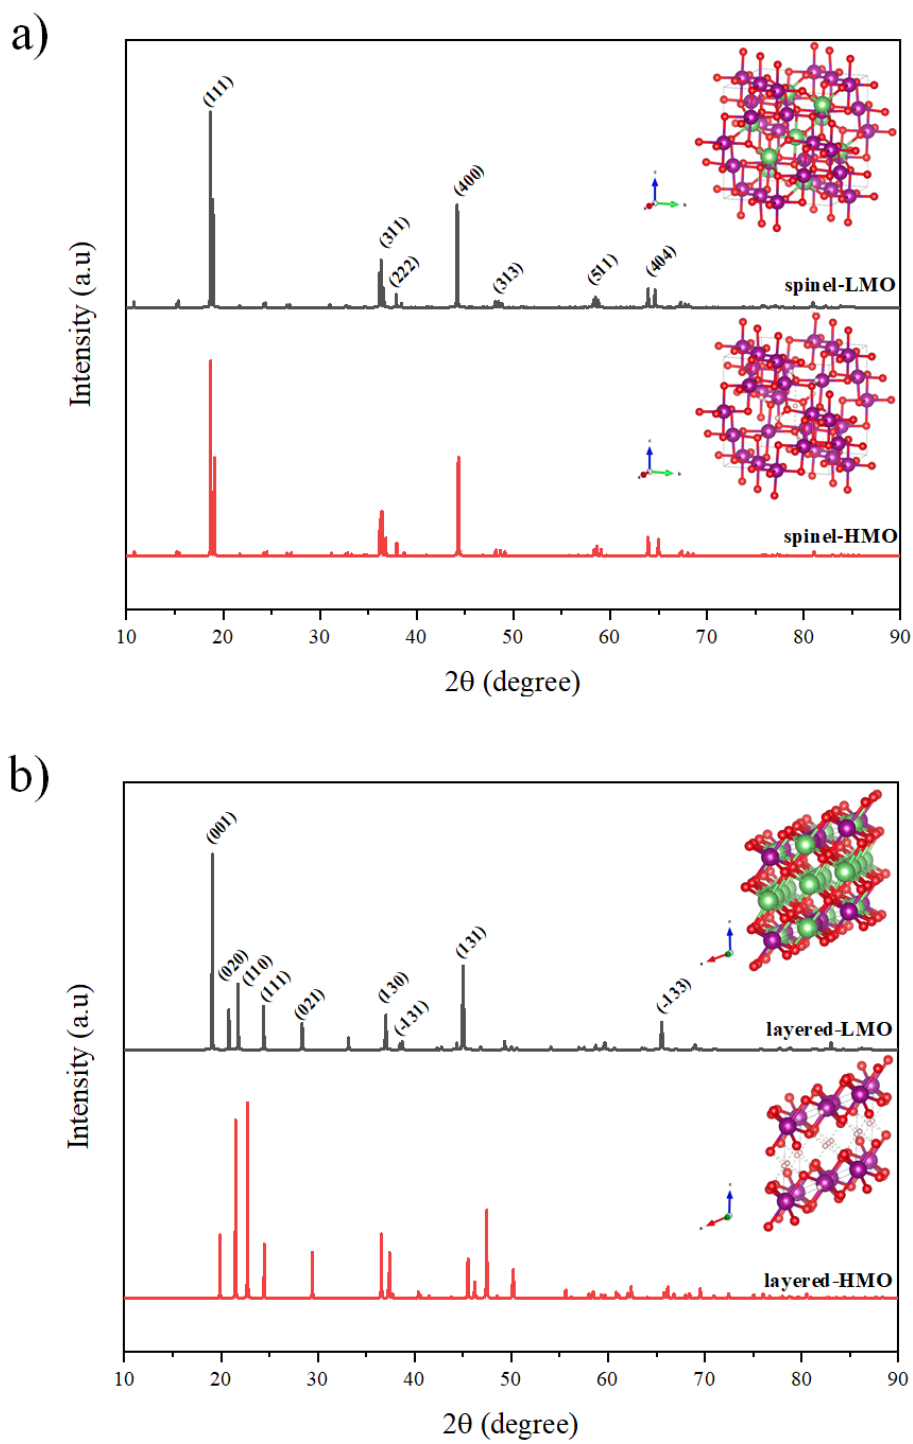 a)
(111)
(400)
(311)
(222)
(313)
(511)
(404)
spinel-LMO
spinel-HMO
Intensity (a.u)
10 20 30 40 50 60 70 80 90
2θ (degree)
b)
(001)
(020)
(110)
(111)
(021)
(130)
(-131)
(131)
(-133)
layered-LMO
layered-HMO
Intensity (a.u)
10 20 30 40 50 60 70 80 90
2θ (degree)